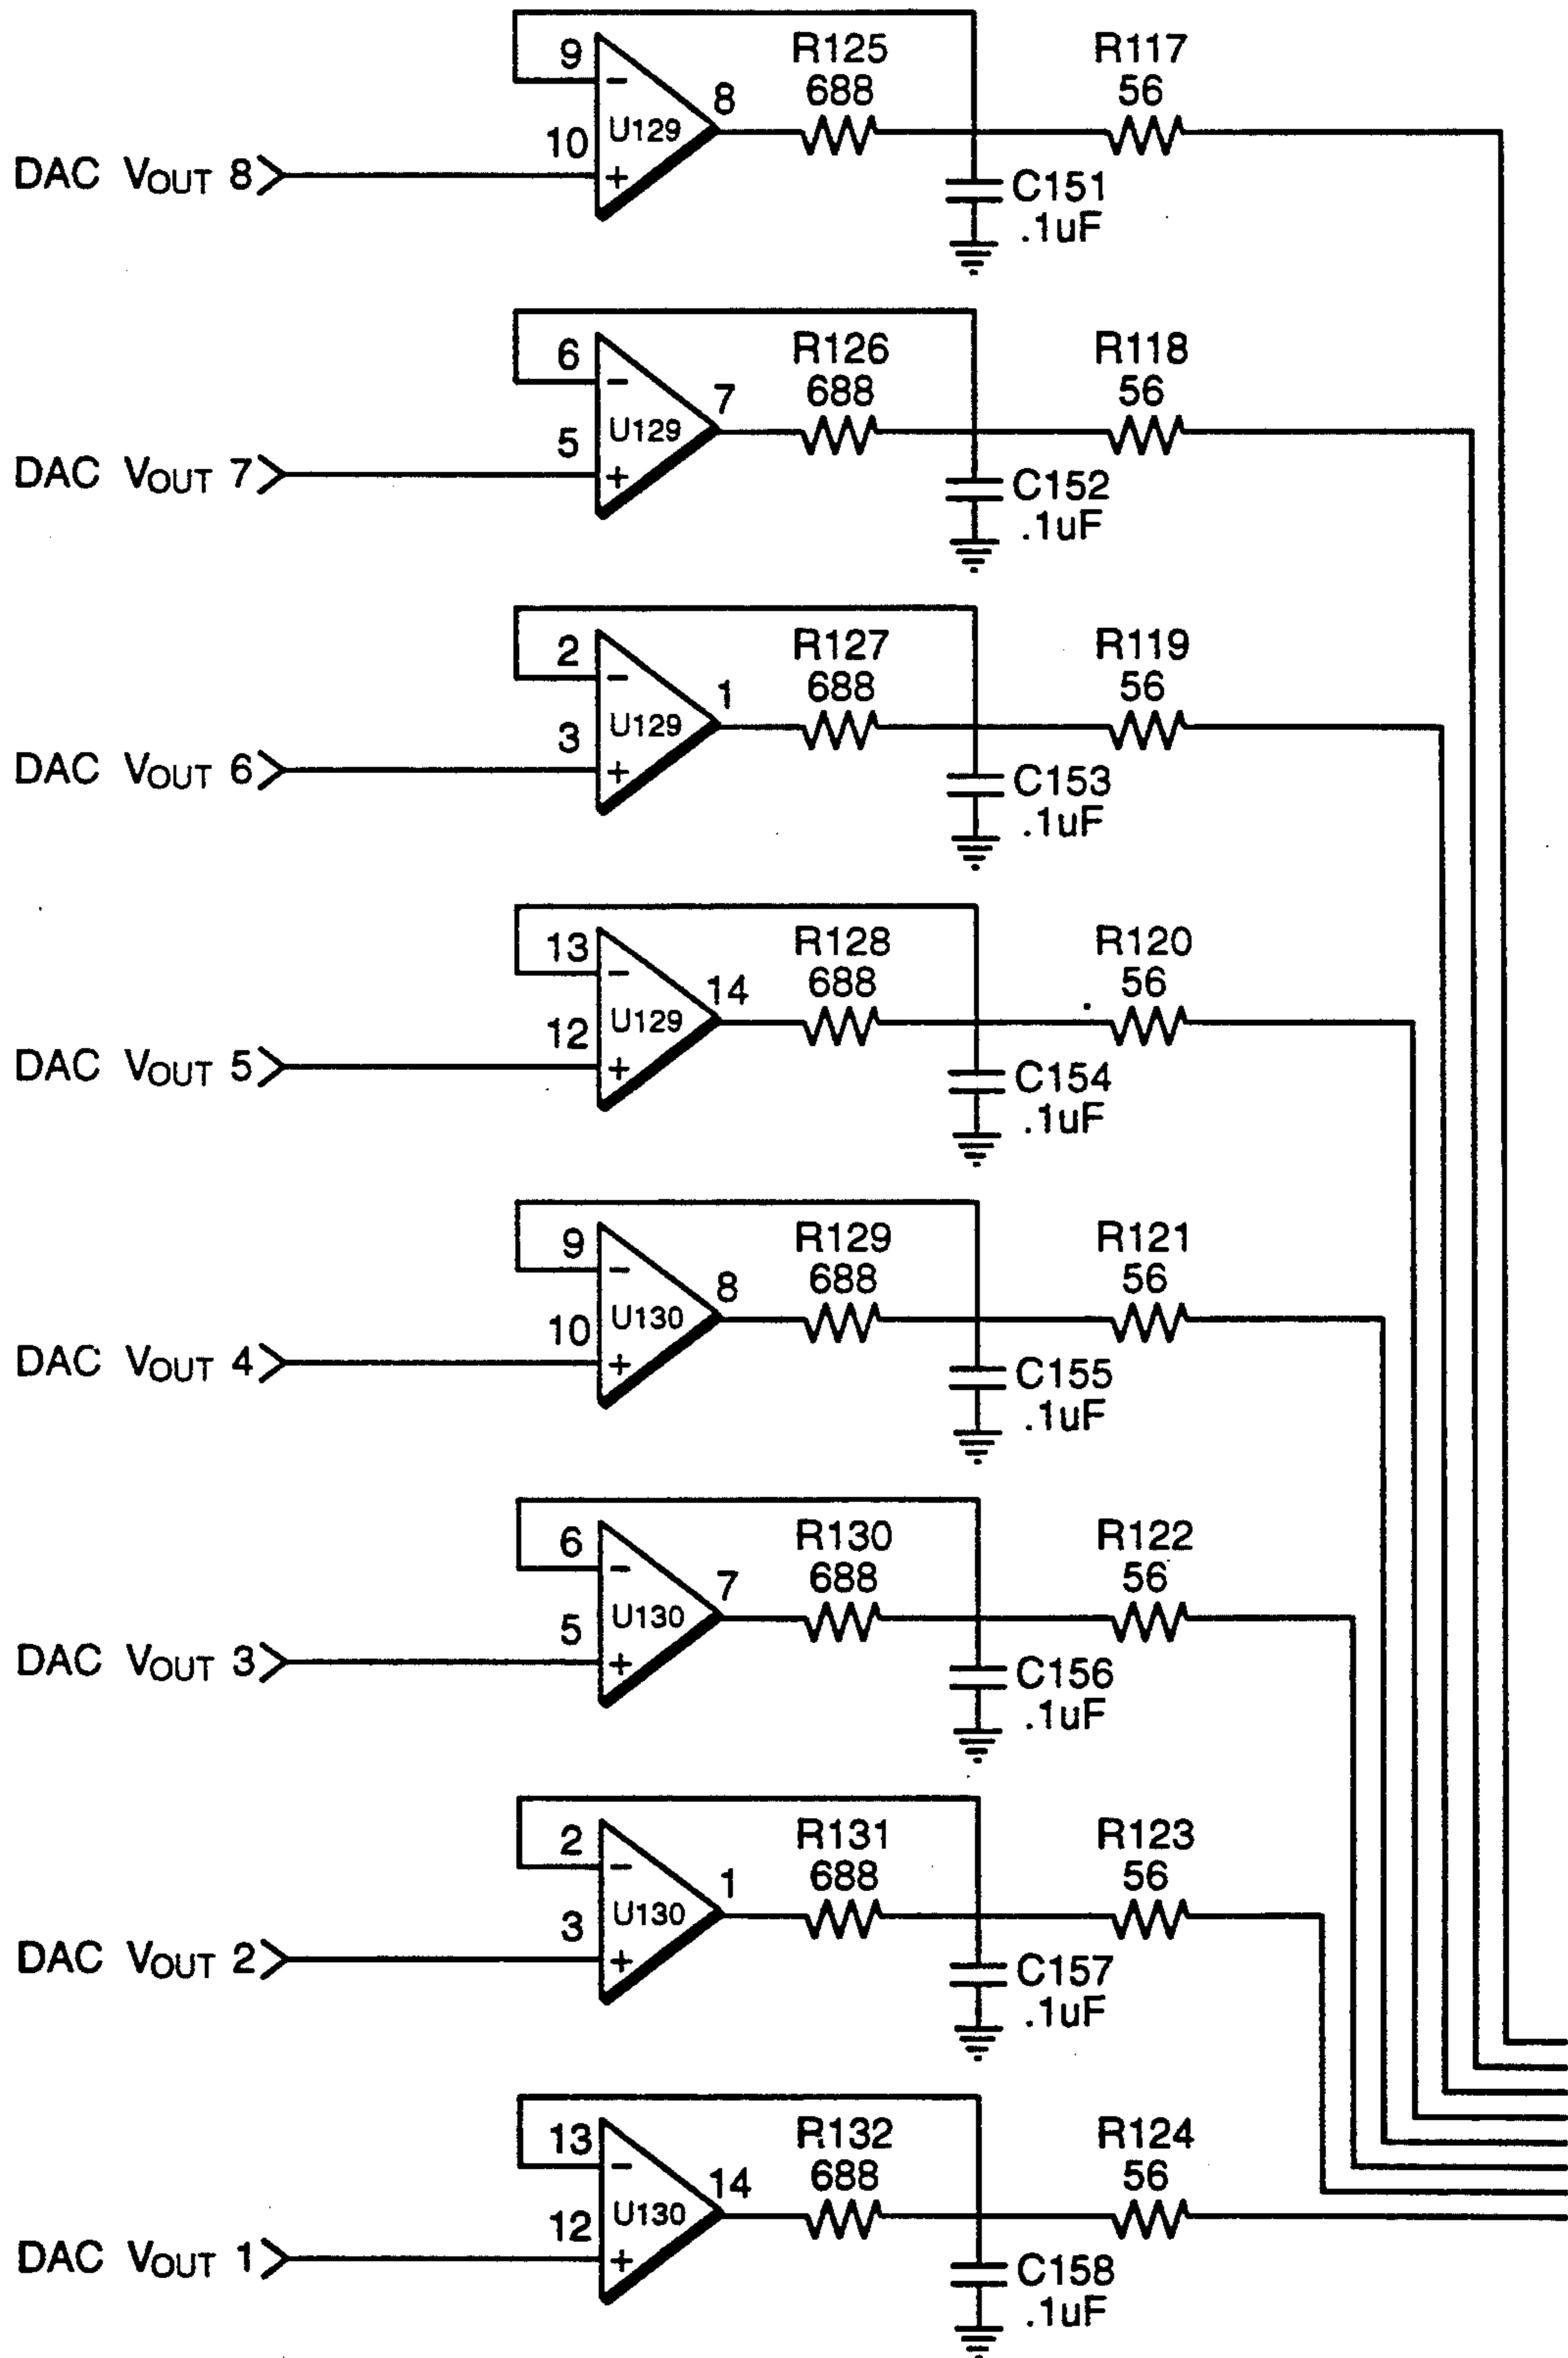 R125 R117
9 688 56
−
8
U129
10
DAC VOUT 8 + C151
.1uF
R126 R118
6 688 56
−
7
U129
5
DAC VOUT 7 + C152
.1uF
R127 R119
2 688 56
−
1
U129
3
DAC VOUT 6 + C153
.1uF
R128 R120
13 688 56
−
14
U129
12
DAC VOUT 5 + C154
.1uF
R129 R121
9 688 56
−
8
U130
10
DAC VOUT 4 + C155
.1uF
R130 R122
6 688 56
−
7
U130
5
DAC VOUT 3 + C156
.1uF
R131 R123
2 688 56
−
1
U130
3
DAC VOUT 2 + C157
.1uF
R132 R124
13 688 56
−
14
U130
12
DAC VOUT 1 + C158
.1uF